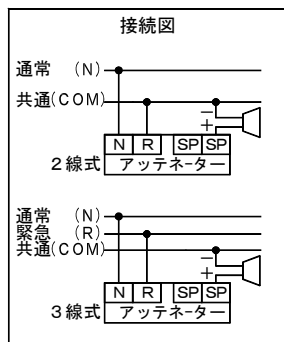 接続図
通常 (N)
共通(COM)
−
+
N R SP SP
2線式 アッテネーター
通常 (N)
緊急 (R)
共通(COM)
−
+
N R SP SP
3線式 アッテネーター